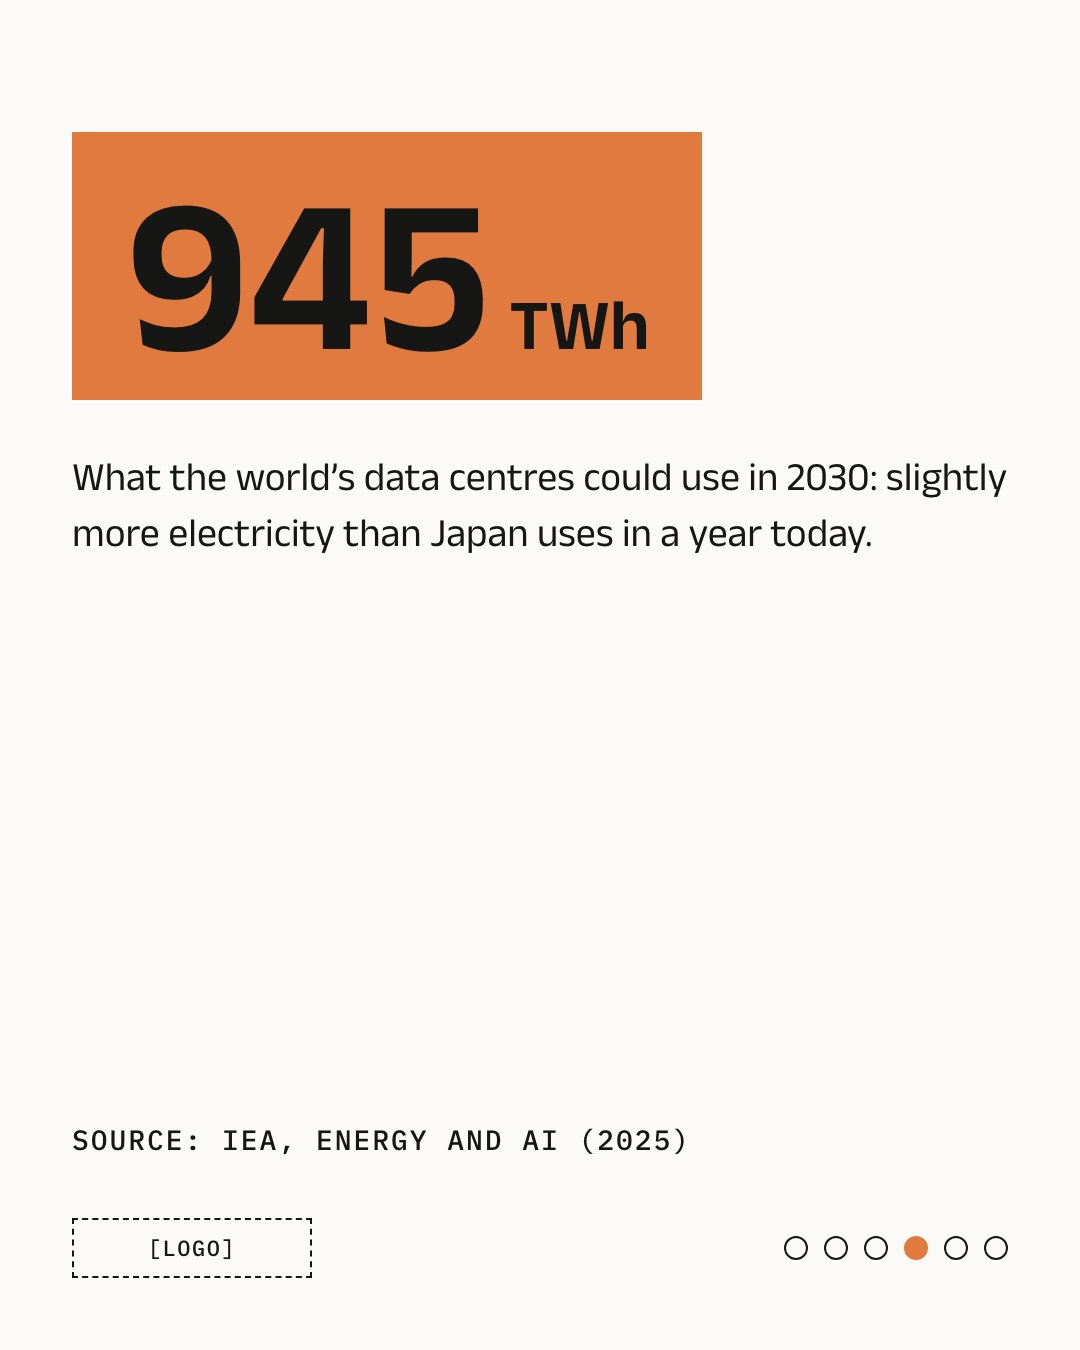 945 TWh
What the world’s data centres could use in 2030: slightly
more electricity than Japan uses in a year today.
SOURCE: IEA, ENERGY AND AI (2025)
[LOGO]